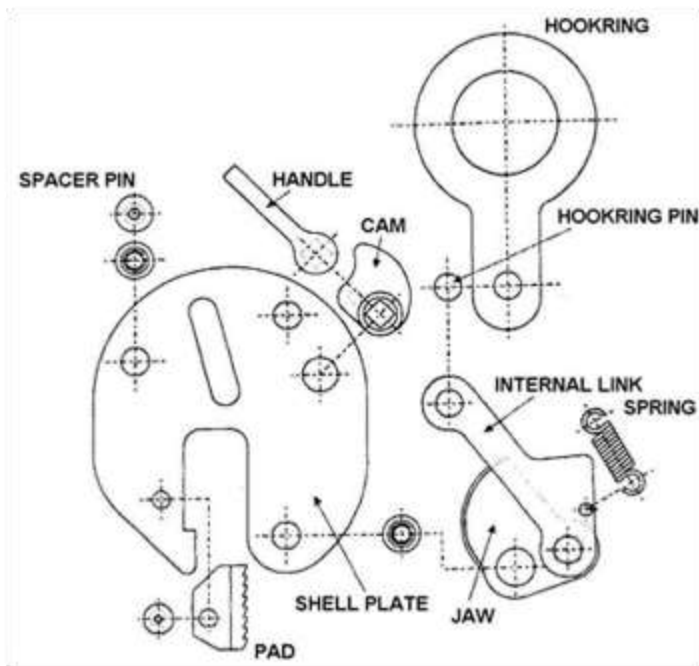 HOOKRING
SPACER PIN
HANDLE
CAM
HOOKRING PIN
INTERNAL LINK
SPRING
SHELL PLATE
JAW
PAD